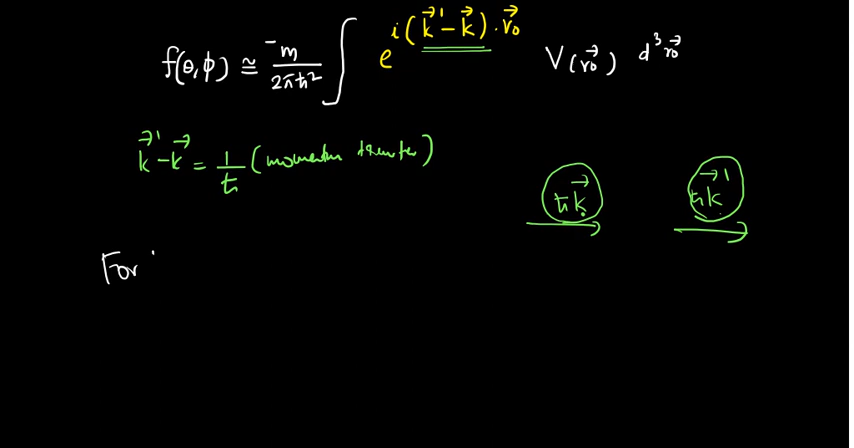 f(θ,φ) ≅ -m/2πħ² ∫ e^{i(k⃗'-k⃗)·r⃗₀} V(r⃗₀) d³r⃗₀
k⃗'-k⃗ = 1/ħ (momentum transfer)
ħk⃗ ħk⃗'
For